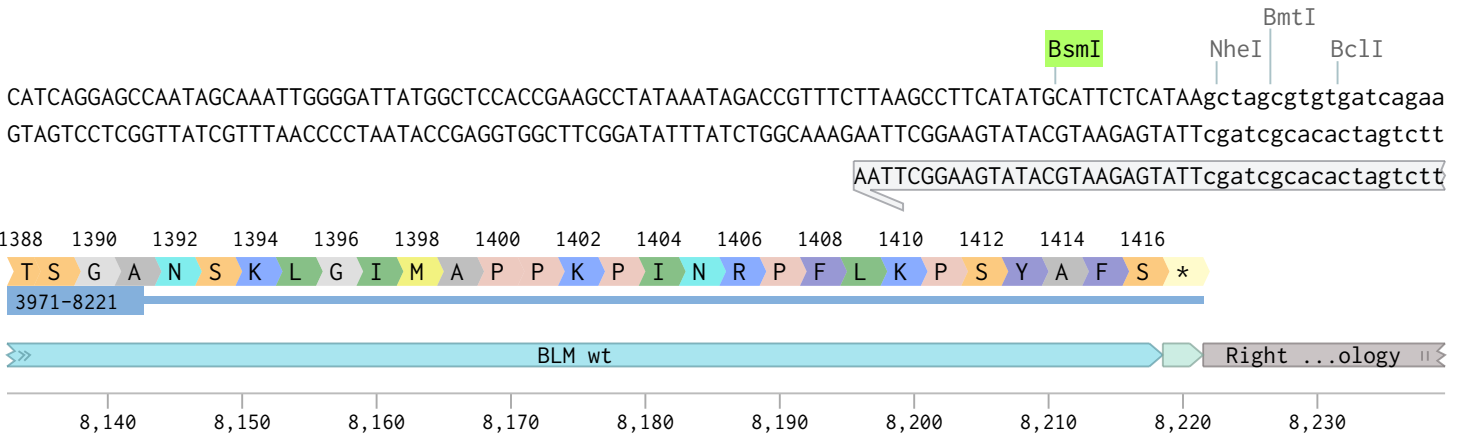 BmtI
BsmI NheI BclI
CATCAGGAGCCAATAGCAAATTGGGGATTATGGCTCCACCGAAGCCTATAAATAGACCGTTTCTTAAGCCTTCATATGCATTCTCATAAgctagcgtgtgatcagaa
GTAGTCCTCGGTTATCGTTTAACCCCTAATACCGAGGTGGCTTCGGATATTTATCTGGCAAAGAATTCGGAAGTATACGTAAGAGTATTcgatcgcacactagtctt
AATTCGGAAGTATACGTAAGAGTATTcgatcgcacactagtctt
1388 1390 1392 1394 1396 1398 1400 1402 1404 1406 1408 1410 1412 1414 1416
T S G A N S K L G I M A P P K P I N R P F L K P S Y A F S *
3971-8221
BLM wt Right ...ology
8,140 8,150 8,160 8,170 8,180 8,190 8,200 8,210 8,220 8,230